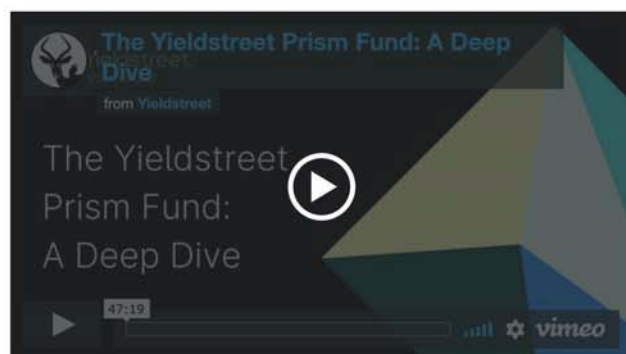 The Yieldstreet Prism Fund: A Deep
Dive
from Yieldstreet
The Yieldstreet
Prism Fund:
A Deep Dive
47:19
vimeo